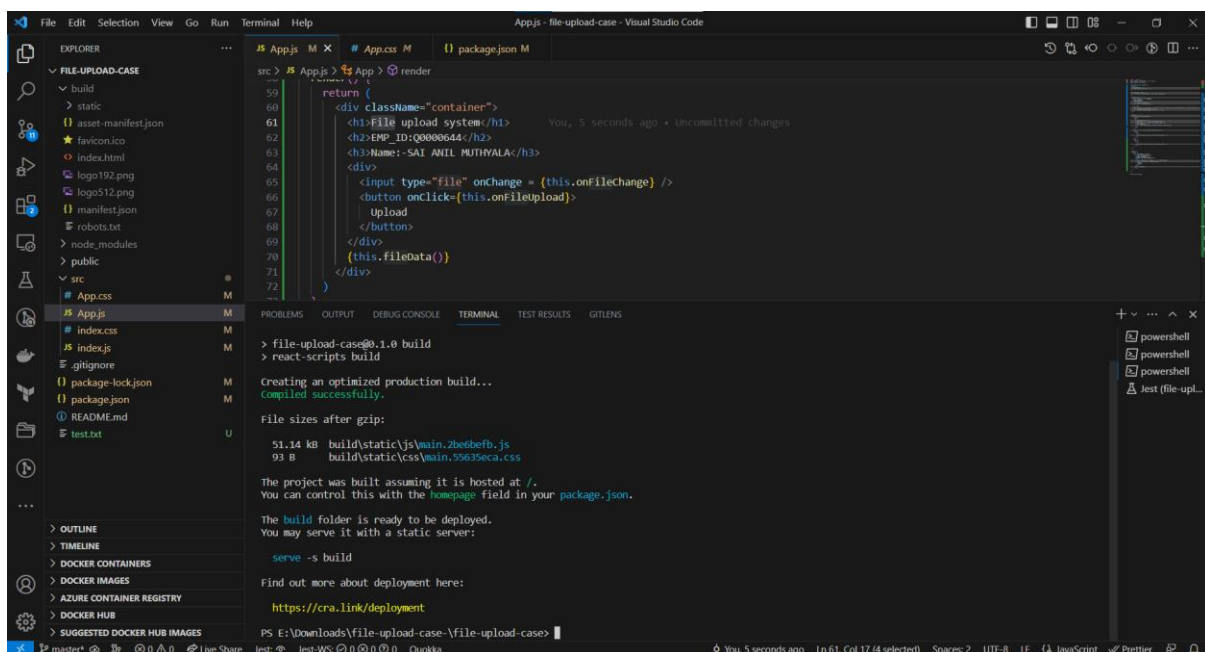 File Edit Selection View Go Run Terminal Help
App.js - file-upload-case - Visual Studio Code
EXPLORER
FILE-UPLOAD-CASE
build
static
asset-manifest.json
favicon.ico
index.html
logo192.png
logo512.png
manifest.json
robots.txt
node_modules
public
src
App.css M
App.js M
index.css M
index.js M
.gitignore
package-lock.json M
package.json M
README.md
test.txt U
OUTLINE
TIMELINE
DOCKER CONTAINERS
DOCKER IMAGES
AZURE CONTAINER REGISTRY
DOCKER HUB
SUGGESTED DOCKER HUB IMAGES
JS App.js M # App.css M {} package.json M
src > JS App.js > App > render
59 return (
60 <div className="container">
61 <h1>File upload system</h1> You, 5 seconds ago • Uncommitted changes
62 <h2>EMP_ID:Q0000644</h2>
63 <h3>Name:-SAI ANIL MUTHYALA</h3>
64 <div>
65 <input type="file" onChange = {this.onFileChange} />
66 <button onClick={this.onFileUpload}>
67 Upload
68 </button>
69 </div>
70 {this.fileData()}
71 </div>
72 )
PROBLEMS OUTPUT DEBUG CONSOLE TERMINAL TEST RESULTS GITLENS
> file-upload-case@0.1.0 build
> react-scripts build
Creating an optimized production build...
Compiled successfully.
File sizes after gzip:
51.14 kB build\static\js\main.2be6befb.js
93 B build\static\css\main.55635eca.css
The project was built assuming it is hosted at /.
You can control this with the homepage field in your package.json.
The build folder is ready to be deployed.
You may serve it with a static server:
serve -s build
Find out more about deployment here:
https://cra.link/deployment
PS E:\Downloads\file-upload-case-\file-upload-case>
powershell
powershell
powershell
Jest (file-upl...
master* 0 0 Live Share Jest: Jest-WS: 0 0 0 Quokka
You, 5 seconds ago Ln 61, Col 17 (4 selected) Spaces: 2 UTF-8 LF JavaScript Prettier